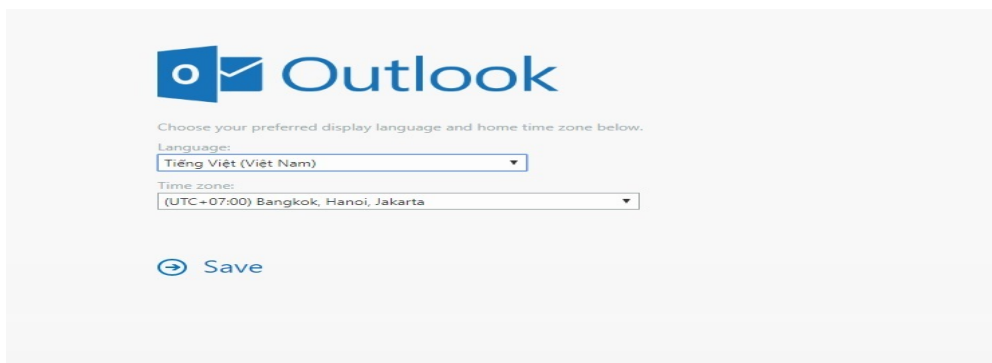 Outlook
Choose your preferred display language and home time zone below.
Language:
Tiếng Việt (Việt Nam)
Time zone:
(UTC+07:00) Bangkok, Hanoi, Jakarta
Save